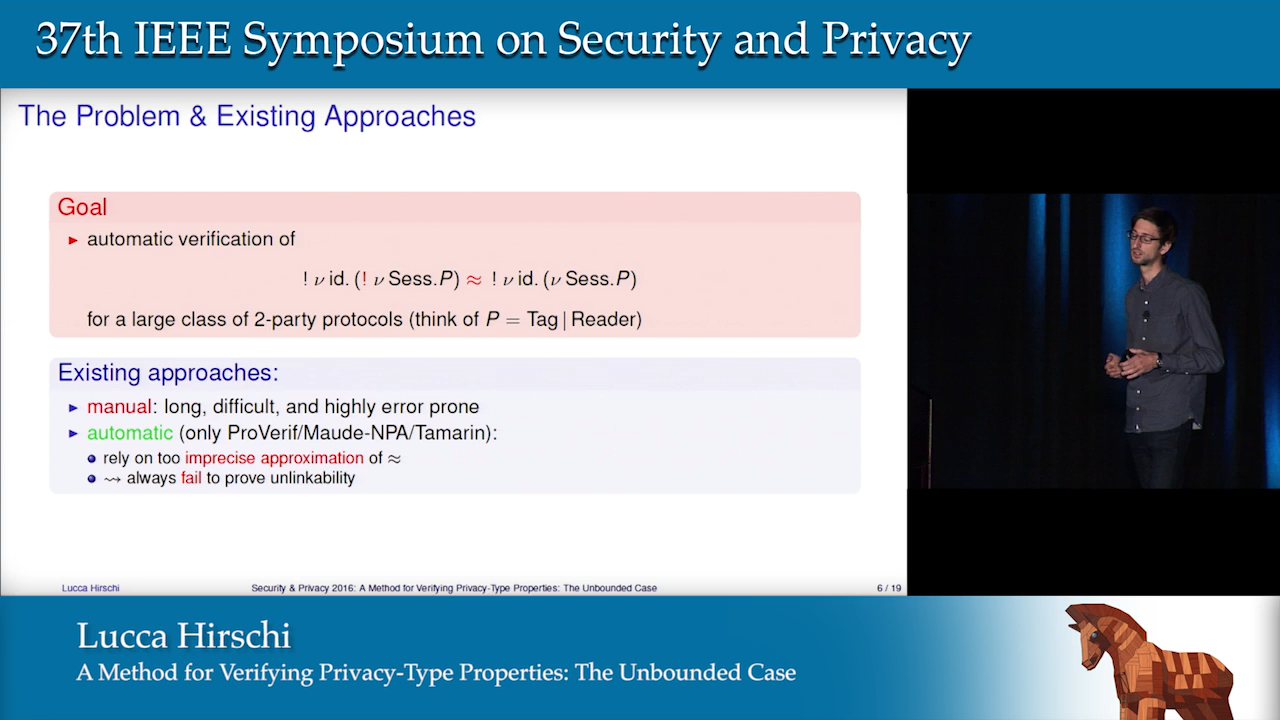 37th IEEE Symposium on Security and Privacy
The Problem & Existing Approaches
Goal
► automatic verification of
! ν id. (! ν Sess.P) ≈ ! ν id. (ν Sess.P)
for a large class of 2-party protocols (think of P = Tag | Reader)
Existing approaches:
► manual: long, difficult, and highly error prone
► automatic (only ProVerif/Maude-NPA/Tamarin):
● rely on too imprecise approximation of ≈
● ⇝ always fail to prove unlinkability
Lucca Hirschi
Security & Privacy 2016: A Method for Verifying Privacy-Type Properties: The Unbounded Case
6 / 19
Lucca Hirschi
A Method for Verifying Privacy-Type Properties: The Unbounded Case